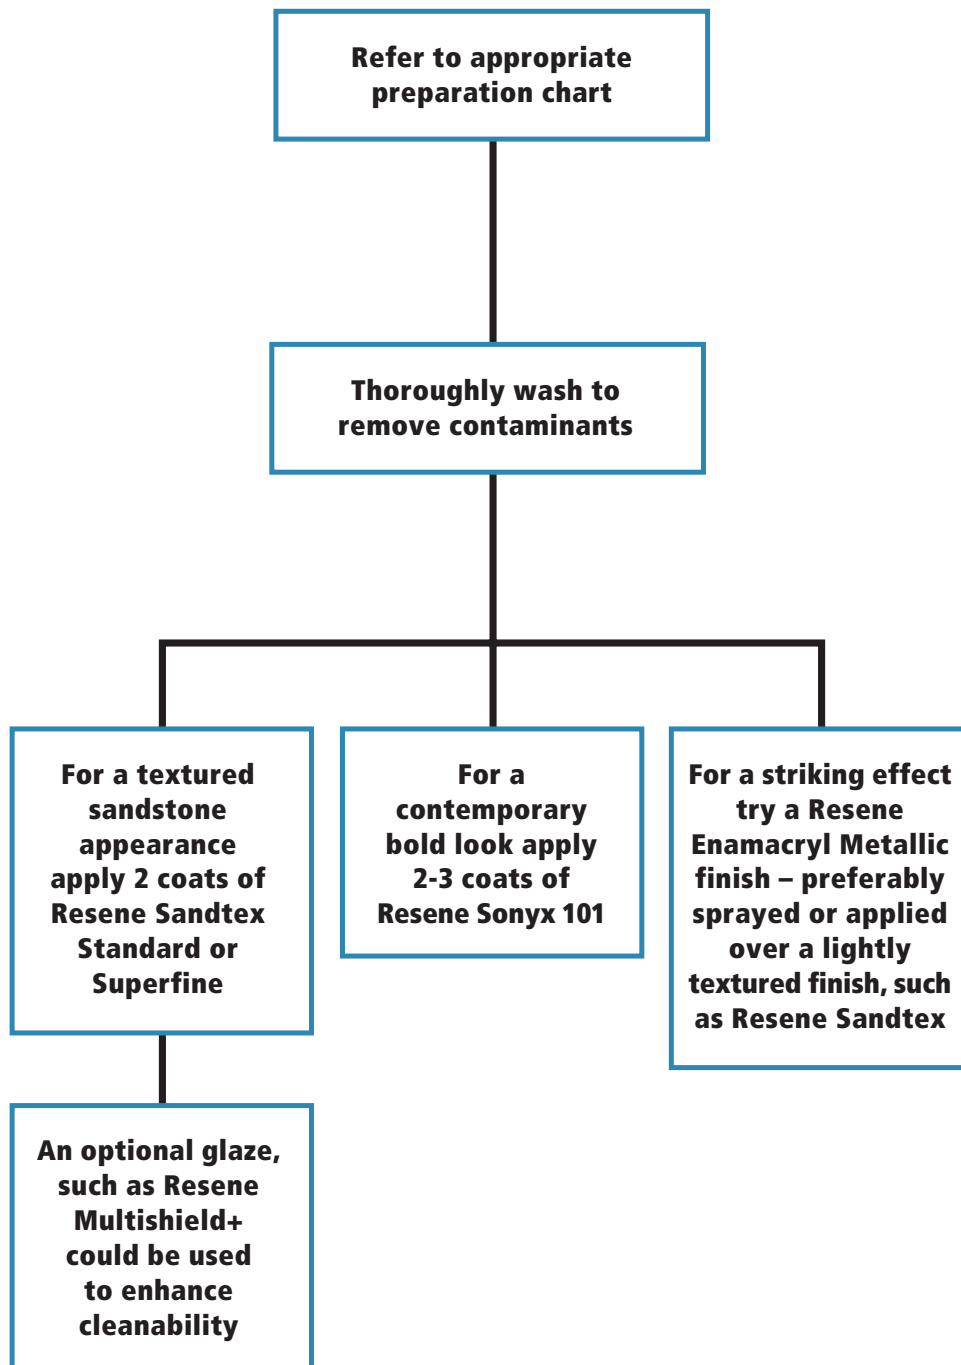 Refer to appropriate
preparation chart
Thoroughly wash to
remove contaminants
For a textured
sandstone
appearance
apply 2 coats of
Resene Sandtex
Standard or
Superfine
For a
contemporary
bold look apply
2-3 coats of
Resene Sonyx 101
For a striking effect
try a Resene
Enamacryl Metallic
finish – preferably
sprayed or applied
over a lightly
textured finish, such
as Resene Sandtex
An optional glaze,
such as Resene
Multishield+
could be used
to enhance
cleanability